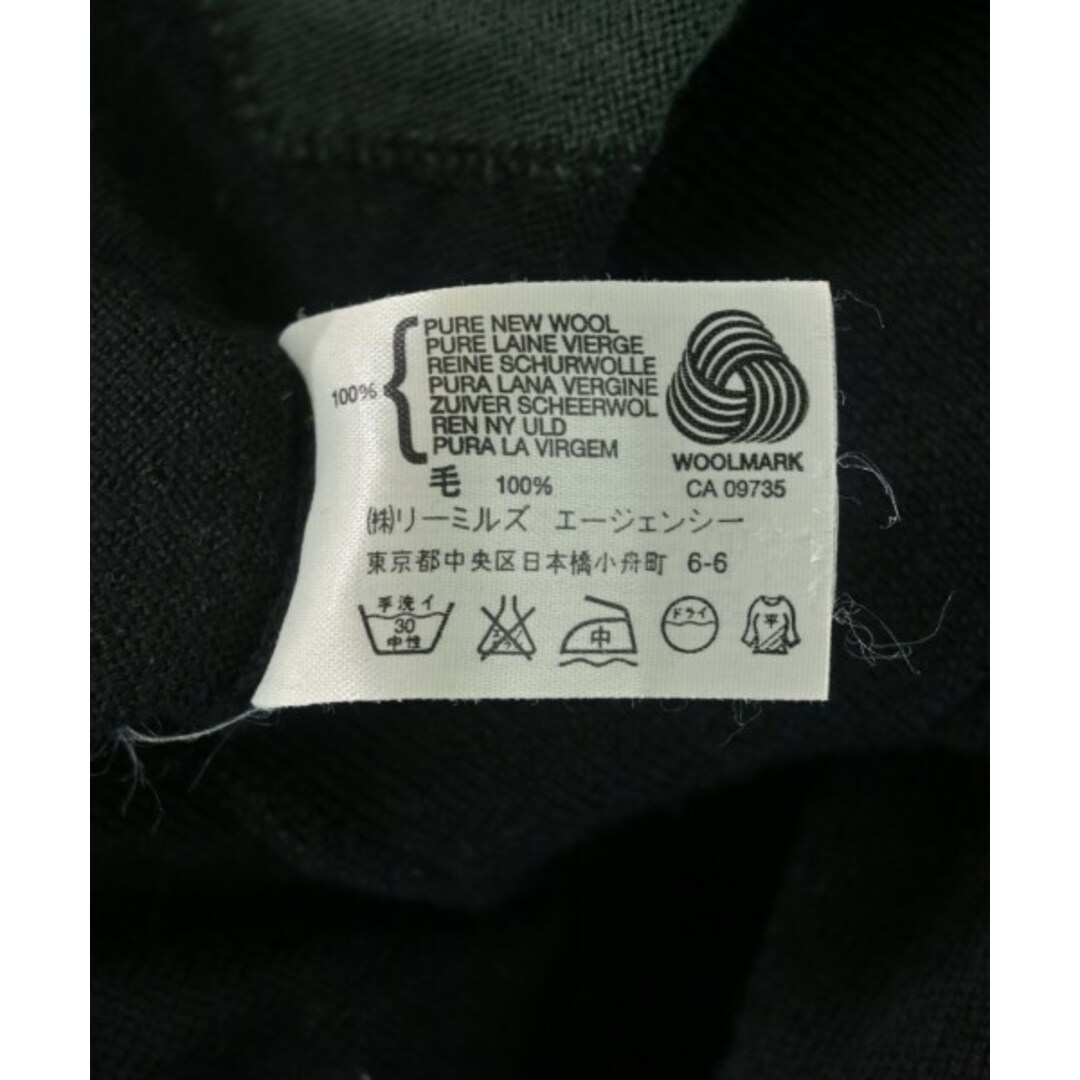 100%
PURE NEW WOOL
PURE LAINE VIERGE
REINE SCHURWOLLE
PURA LANA VERGINE
ZUIVER SCHEERWOL
REN NY ULD
PURA LA VIRGEM
毛 100%
WOOLMARK
CA 09735
(株)リーミルズ エージェンシー
東京都中央区日本橋小舟町 6-6
手洗イ
30
中性
中
ドライ
平